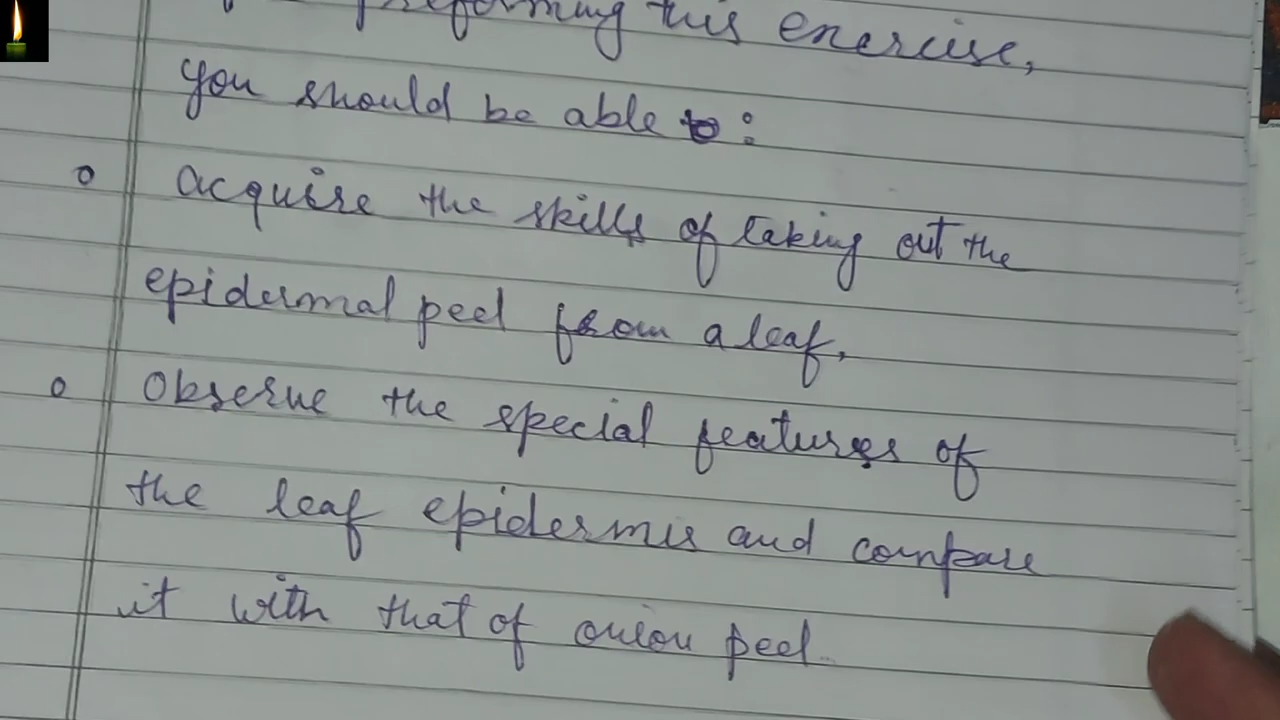 preforming this exercise,
you should be able to:
o acquire the skills of taking out the
epidermal peel from a leaf,
o Observe the special features of
the leaf epidermis and compare
it with that of onion peel